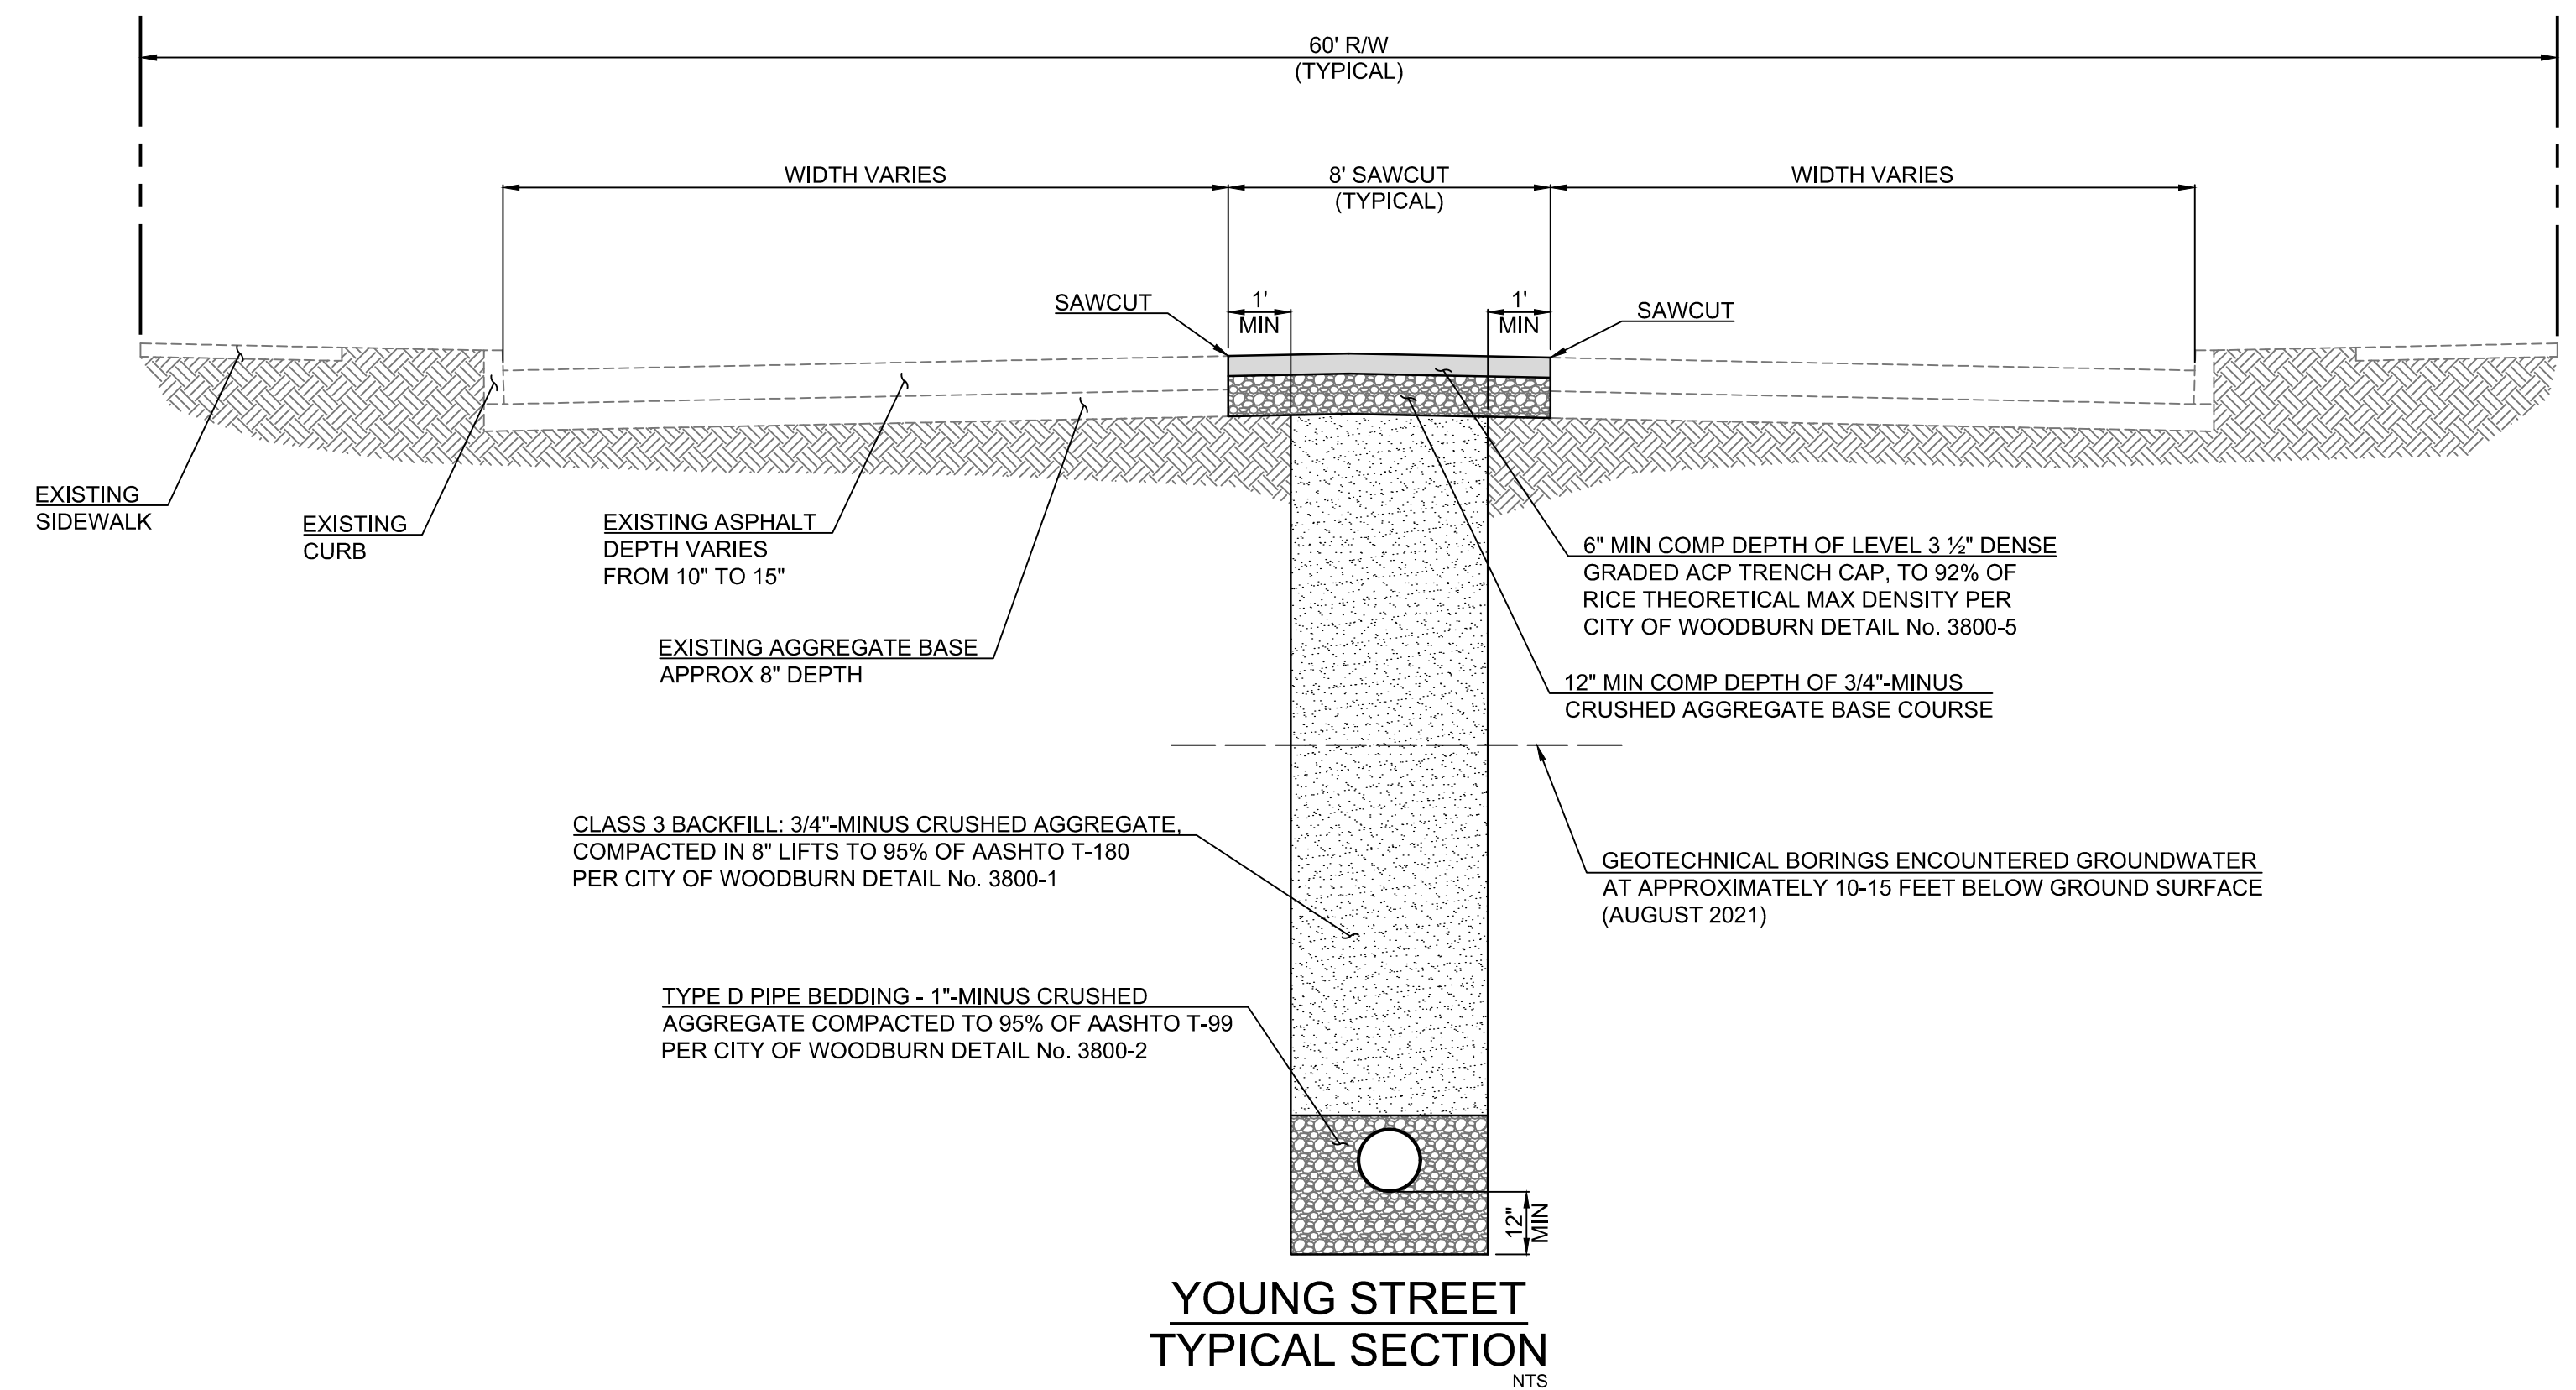 60' R/W
(TYPICAL)
WIDTH VARIES
8' SAWCUT
(TYPICAL)
WIDTH VARIES
SAWCUT
1'
MIN
1'
MIN
SAWCUT
EXISTING
SIDEWALK
EXISTING
CURB
EXISTING ASPHALT
DEPTH VARIES
FROM 10" TO 15"
EXISTING AGGREGATE BASE
APPROX 8" DEPTH
6" MIN COMP DEPTH OF LEVEL 3 ½" DENSE
GRADED ACP TRENCH CAP, TO 92% OF
RICE THEORETICAL MAX DENSITY PER
CITY OF WOODBURN DETAIL No. 3800-5
12" MIN COMP DEPTH OF 3/4"-MINUS
CRUSHED AGGREGATE BASE COURSE
CLASS 3 BACKFILL: 3/4"-MINUS CRUSHED AGGREGATE,
COMPACTED IN 8" LIFTS TO 95% OF AASHTO T-180
PER CITY OF WOODBURN DETAIL No. 3800-1
GEOTECHNICAL BORINGS ENCOUNTERED GROUNDWATER
AT APPROXIMATELY 10-15 FEET BELOW GROUND SURFACE
(AUGUST 2021)
TYPE D PIPE BEDDING - 1"-MINUS CRUSHED
AGGREGATE COMPACTED TO 95% OF AASHTO T-99
PER CITY OF WOODBURN DETAIL No. 3800-2
12"
MIN
YOUNG STREET
TYPICAL SECTION
NTS